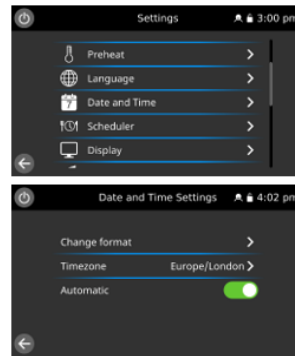 Settings 3:00 pm
Preheat
Language
7 Date and Time
Scheduler
Display
Date and Time Settings 4:02 pm
Change format
Timezone Europe/London
Automatic